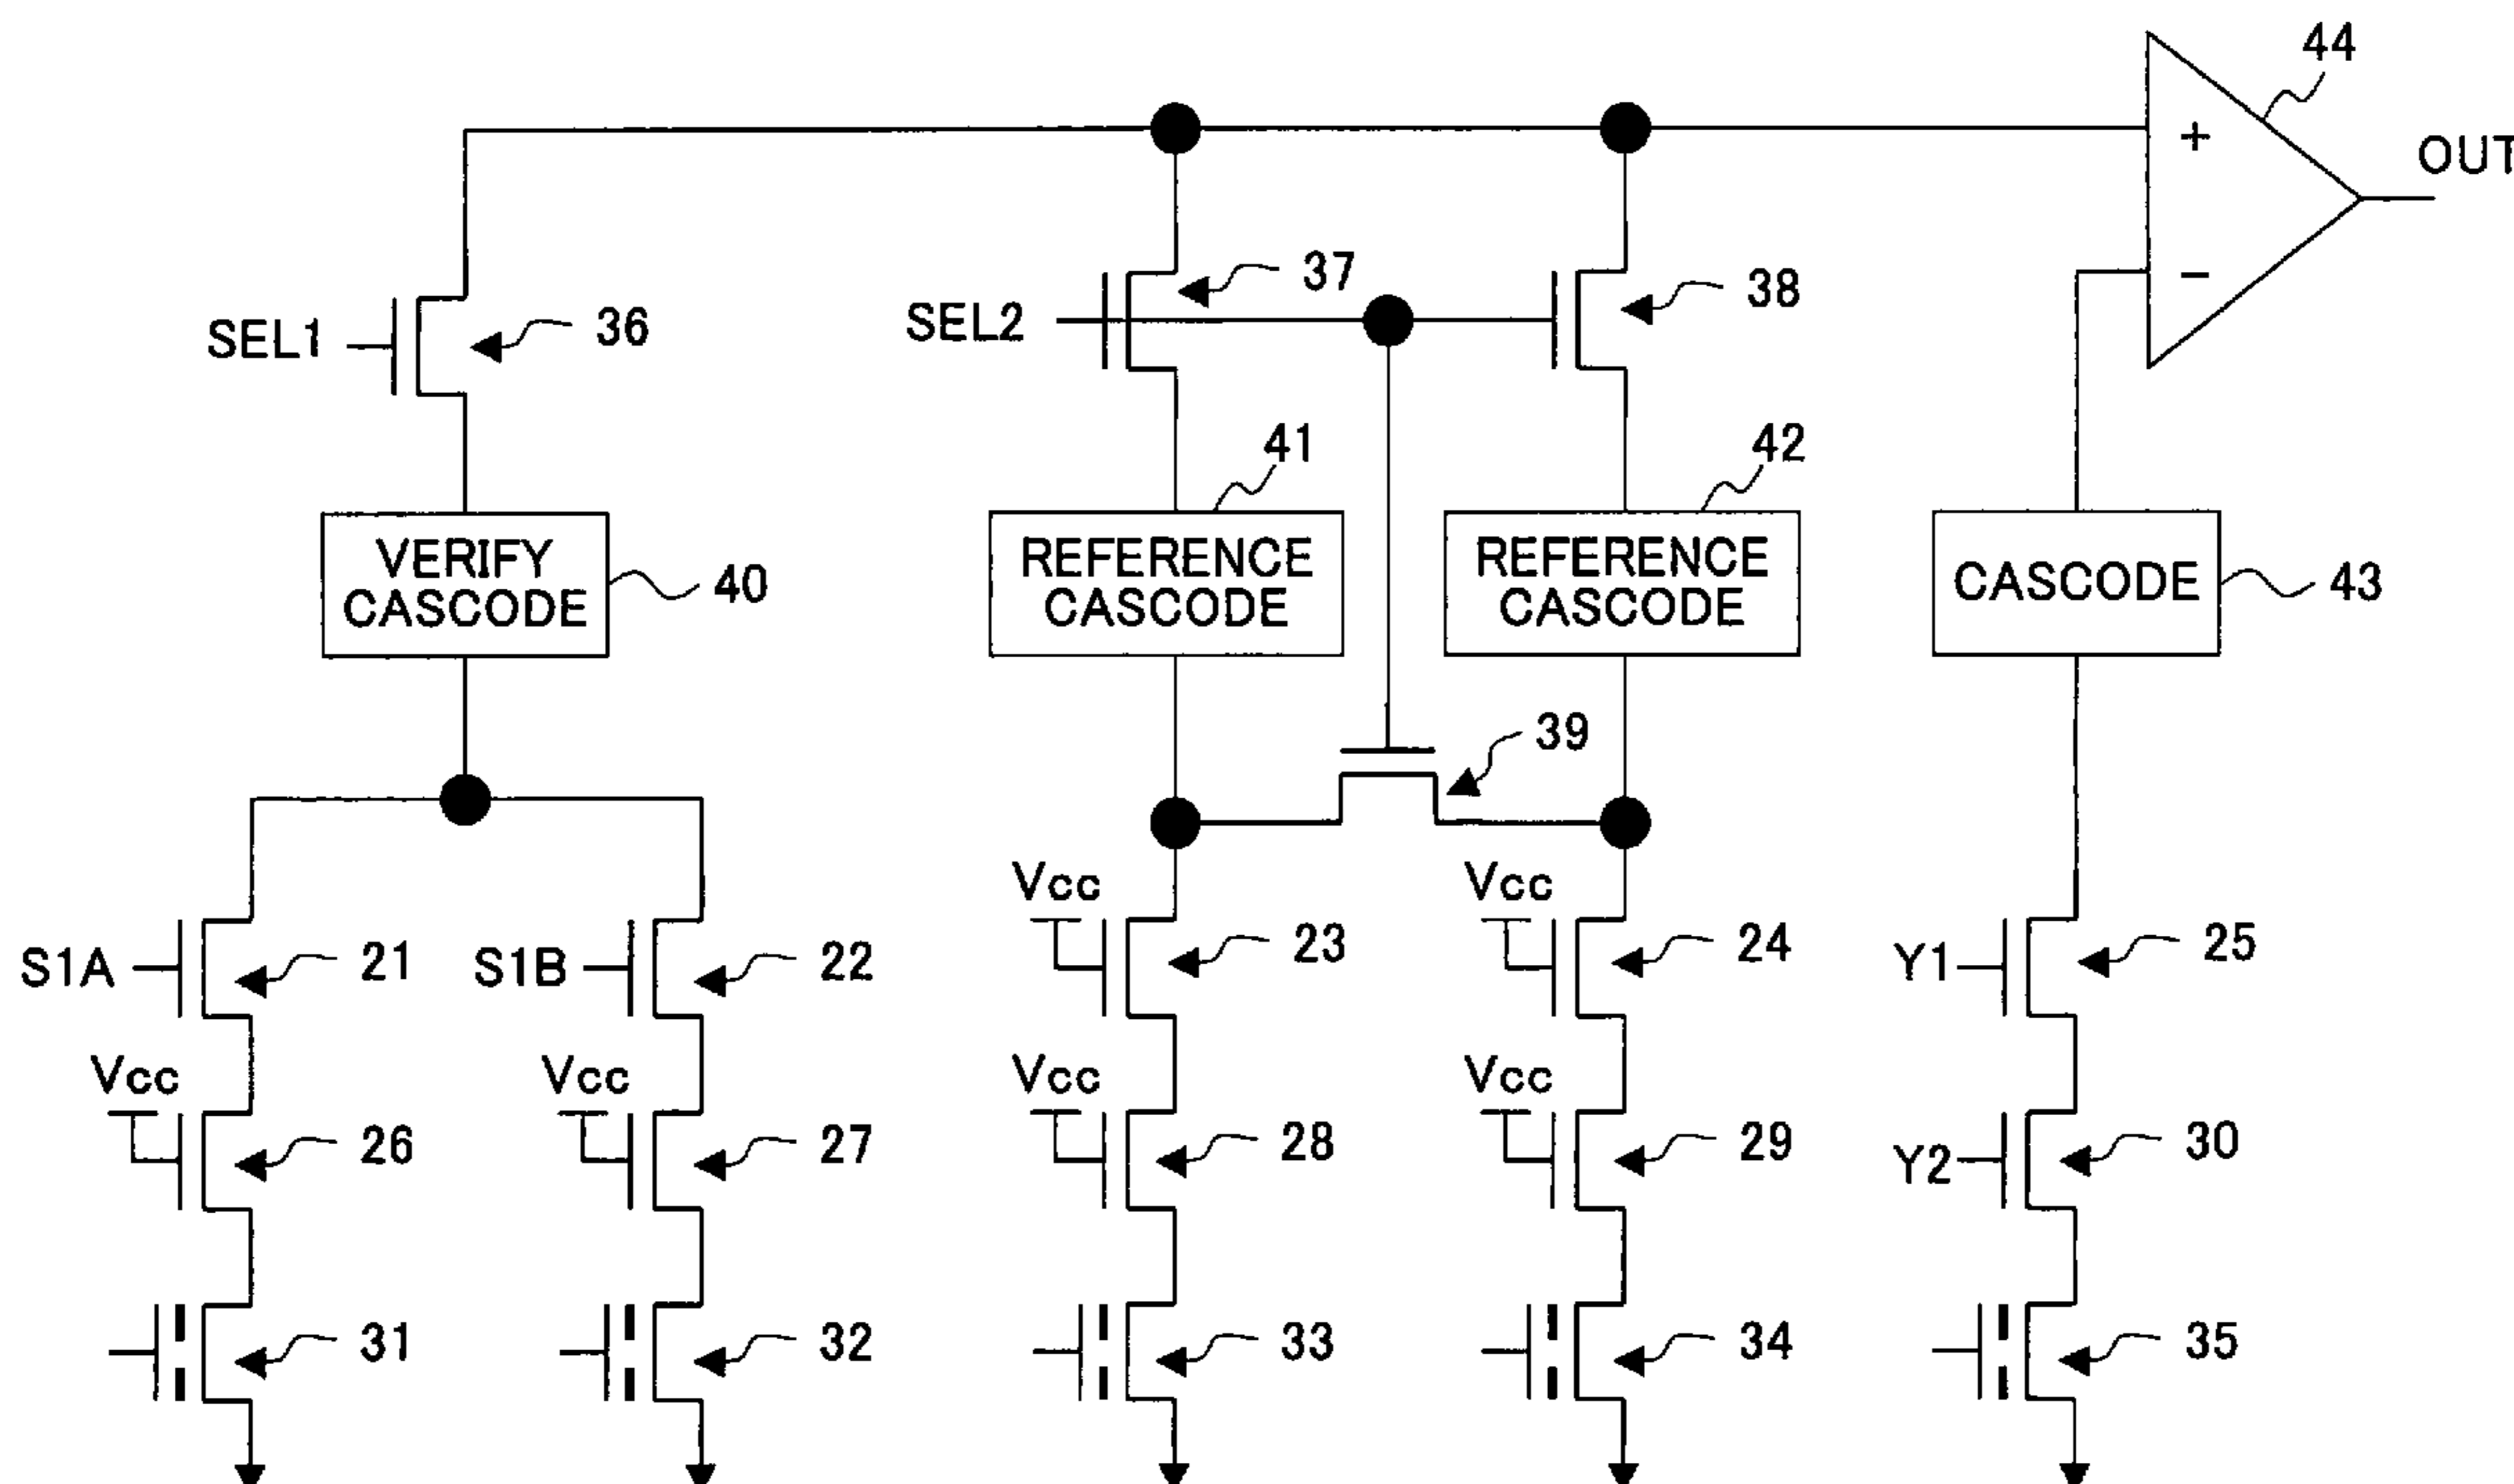 44
OUT
+
−
37
38
SEL1
36
SEL2
41
42
VERIFY
CASCODE
40
REFERENCE
CASCODE
REFERENCE
CASCODE
CASCODE
43
39
Vcc
Vcc
S1A
21
S1B
22
23
24
Y1
25
Vcc
Vcc
Vcc
Vcc
26
27
28
29
Y2
30
31
32
33
34
35